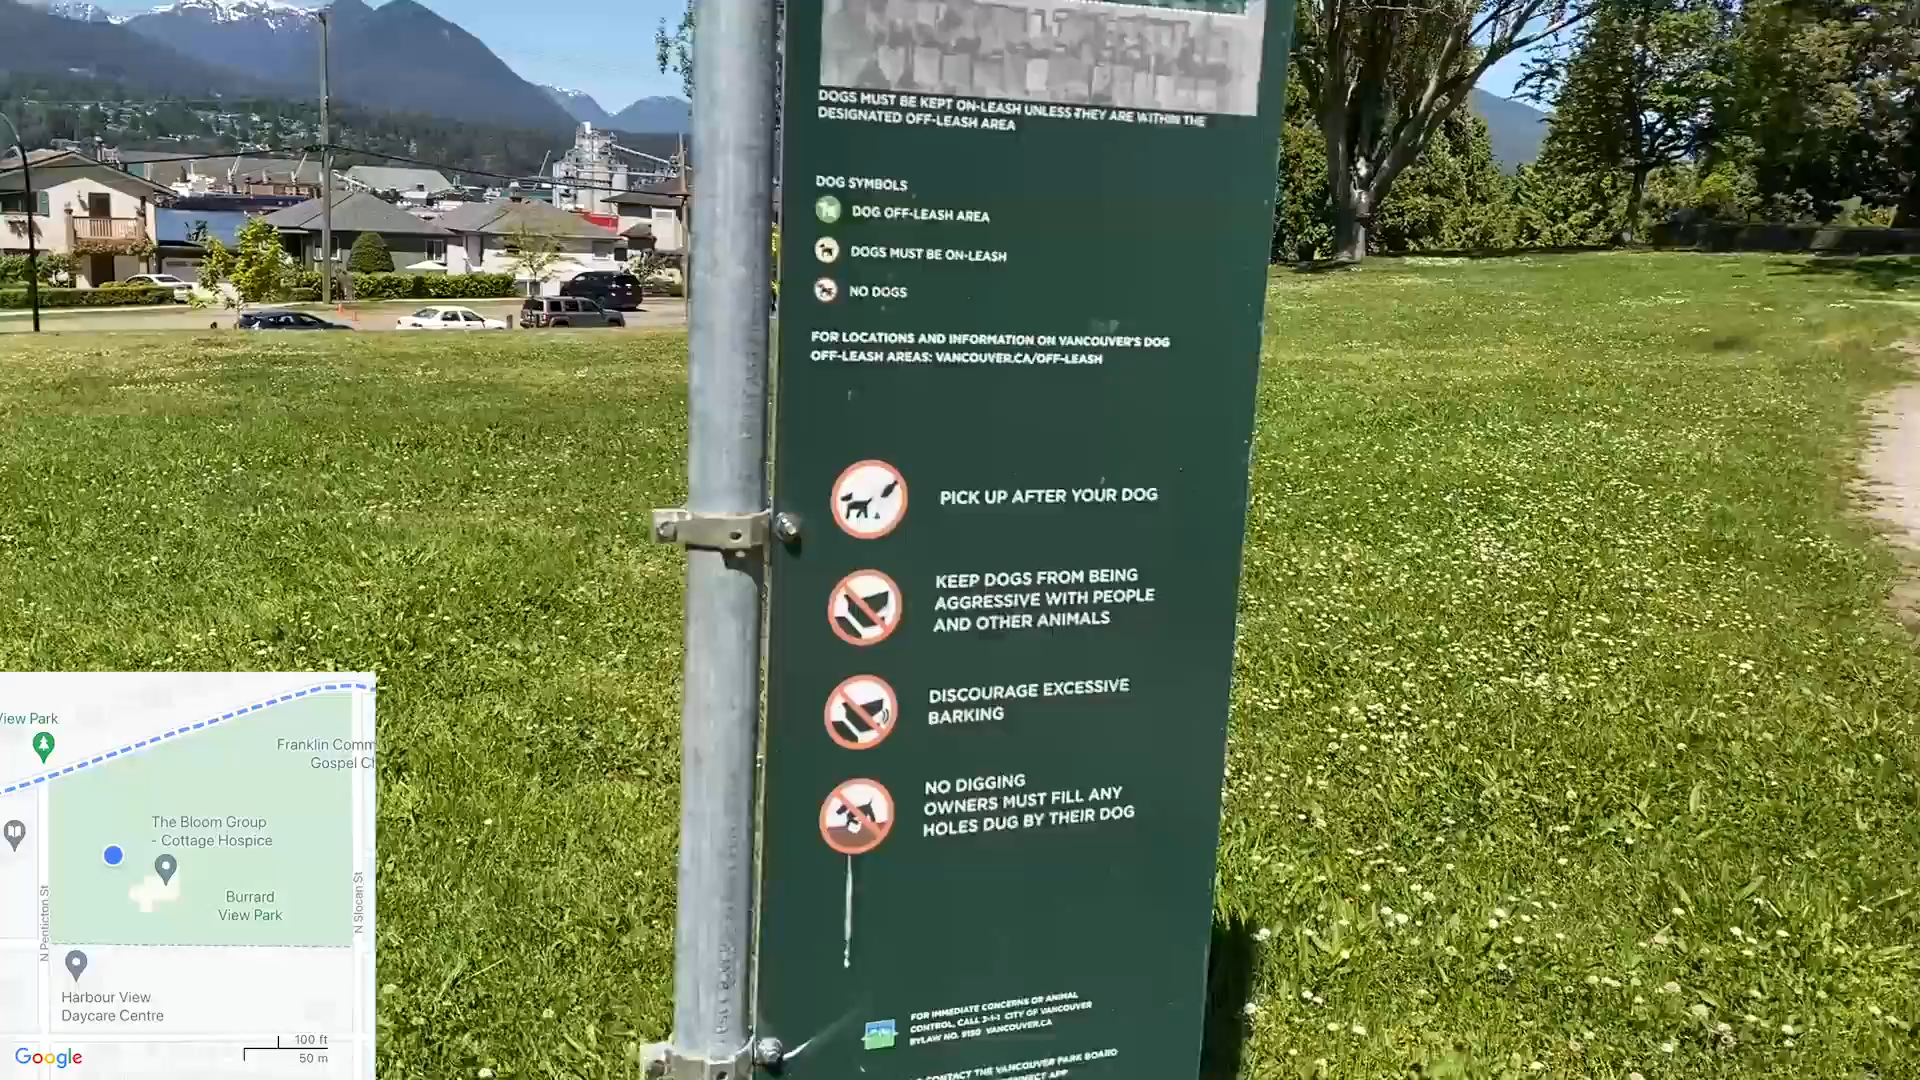 DOGS MUST BE KEPT ON-LEASH UNLESS THEY ARE WITHIN THE
DESIGNATED OFF-LEASH AREA
DOG SYMBOLS
DOG OFF-LEASH AREA
DOGS MUST BE ON-LEASH
NO DOGS
FOR LOCATIONS AND INFORMATION ON VANCOUVER'S DOG
OFF-LEASH AREAS: VANCOUVER.CA/OFF-LEASH
PICK UP AFTER YOUR DOG
KEEP DOGS FROM BEING
AGGRESSIVE WITH PEOPLE
AND OTHER ANIMALS
DISCOURAGE EXCESSIVE
BARKING
NO DIGGING
OWNERS MUST FILL ANY
HOLES DUG BY THEIR DOG
FOR IMMEDIATE CONCERNS OR ANIMAL
CONTROL, CALL 3-1-1 CITY OF VANCOUVER
BYLAW NO. 9150 VANCOUVER.CA
CONTACT THE VANCOUVER PARK BOARD
APP
View Park
Franklin Comm
Gospel Ch
The Bloom Group
- Cottage Hospice
Burrard
View Park
N Penticton St
N Slocan St
Harbour View
Daycare Centre
Google
100 ft
50 m